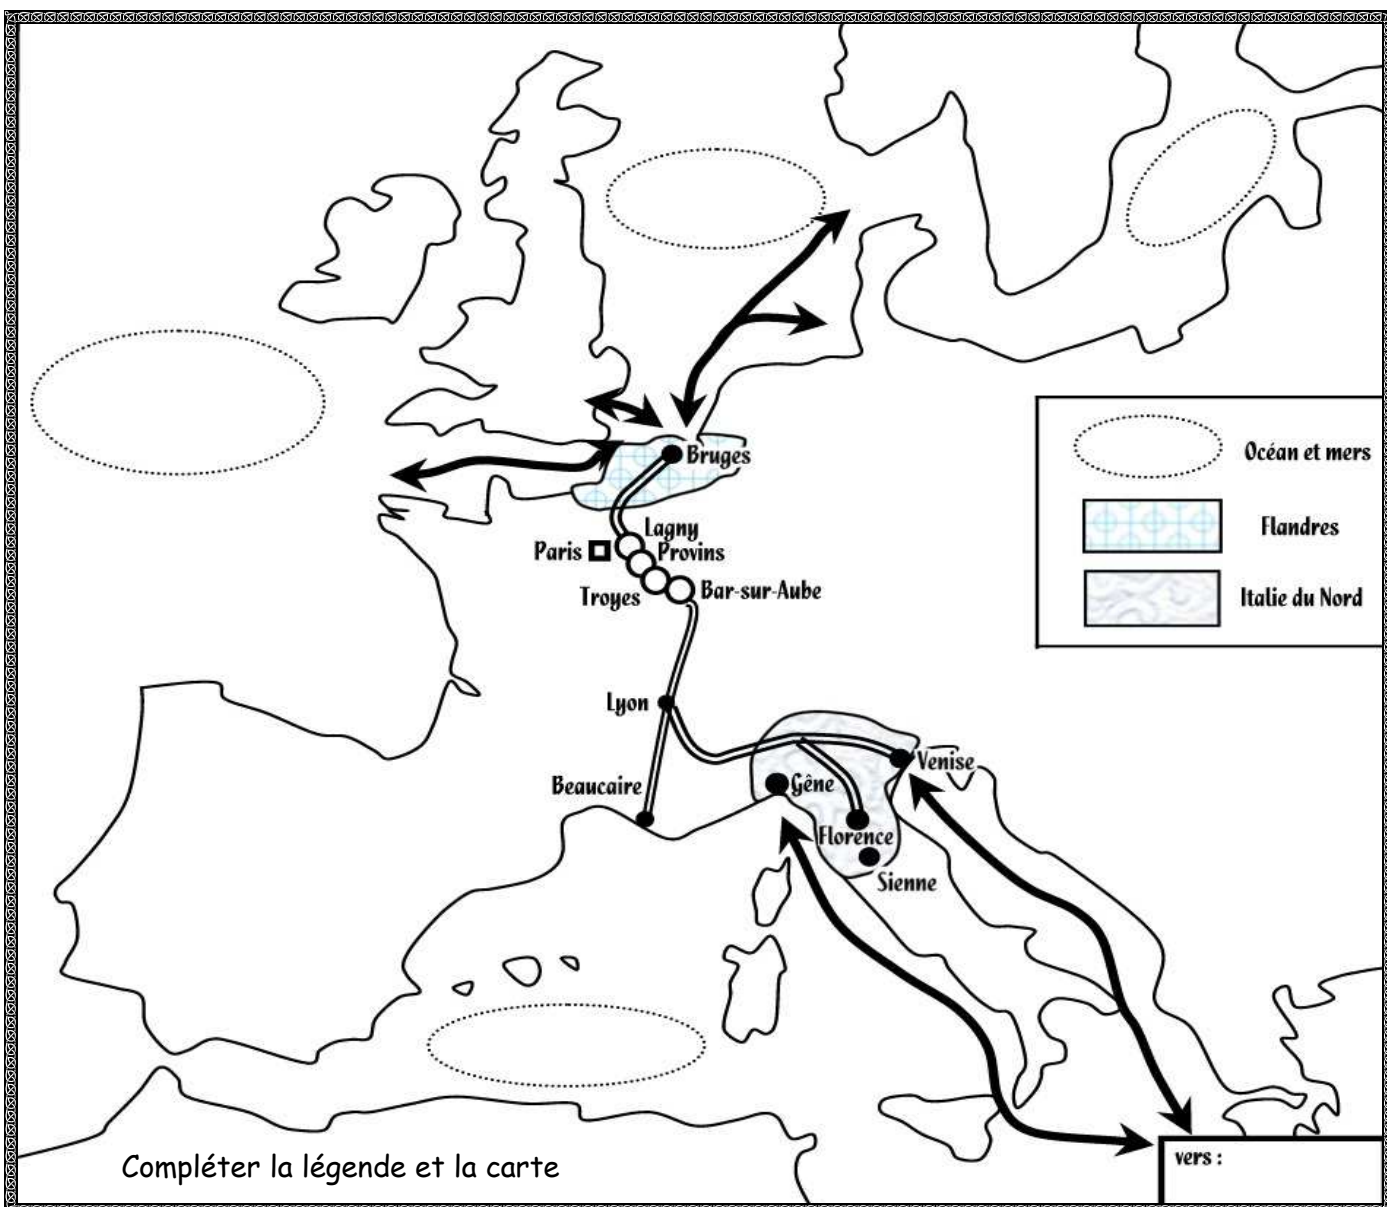 Bruges
Lagny
Paris
Provins
Troyes
Bar-sur-Aube
Lyon
Beaucaire
Gêne
Venise
Florence
Sienne
Océan et mers
Flandres
Italie du Nord
vers :
Compléter la légende et la carte